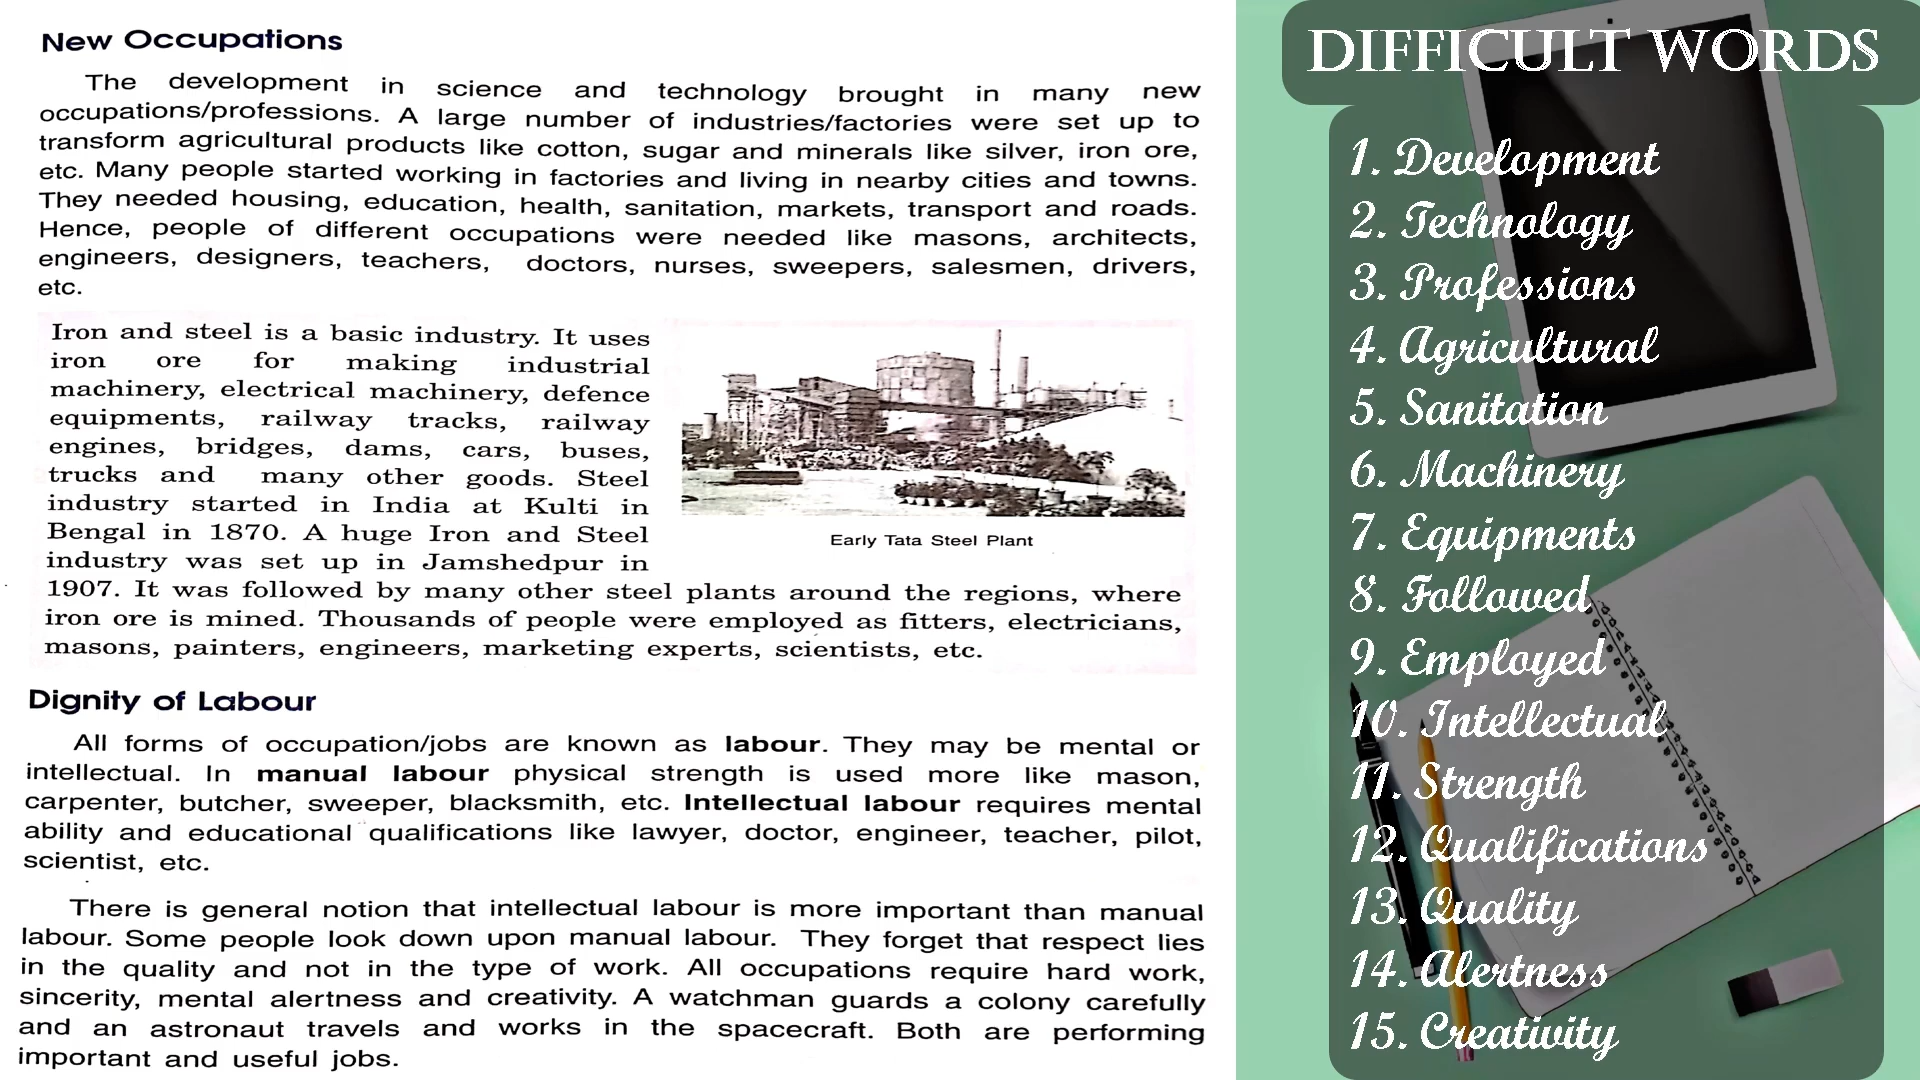 New Occupations
The development in science and technology brought in many new
occupations/professions. A large number of industries/factories were set up to
transform agricultural products like cotton, sugar and minerals like silver, iron ore,
etc. Many people started working in factories and living in nearby cities and towns.
They needed housing, education, health, sanitation, markets, transport and roads.
Hence, people of different occupations were needed like masons, architects,
engineers, designers, teachers, doctors, nurses, sweepers, salesmen, drivers,
etc.
Iron and steel is a basic industry. It uses
iron ore for making industrial
machinery, electrical machinery, defence
equipments, railway tracks, railway
engines, bridges, dams, cars, buses,
trucks and many other goods. Steel
industry started in India at Kulti in
Bengal in 1870. A huge Iron and Steel
industry was set up in Jamshedpur in
1907. It was followed by many other steel plants around the regions, where
iron ore is mined. Thousands of people were employed as fitters, electricians,
masons, painters, engineers, marketing experts, scientists, etc.
Early Tata Steel Plant
Dignity of Labour
All forms of occupation/jobs are known as labour. They may be mental or
intellectual. In manual labour physical strength is used more like mason,
carpenter, butcher, sweeper, blacksmith, etc. Intellectual labour requires mental
ability and educational qualifications like lawyer, doctor, engineer, teacher, pilot,
scientist, etc.
There is general notion that intellectual labour is more important than manual
labour. Some people look down upon manual labour. They forget that respect lies
in the quality and not in the type of work. All occupations require hard work,
sincerity, mental alertness and creativity. A watchman guards a colony carefully
and an astronaut travels and works in the spacecraft. Both are performing
important and useful jobs.
DIFFICULT WORDS
1. Development
2. Technology
3. Professions
4. Agricultural
5. Sanitation
6. Machinery
7. Equipments
8. Followed
9. Employed
10. Intellectual
11. Strength
12. Qualifications
13. Quality
14. Alertness
15. Creativity